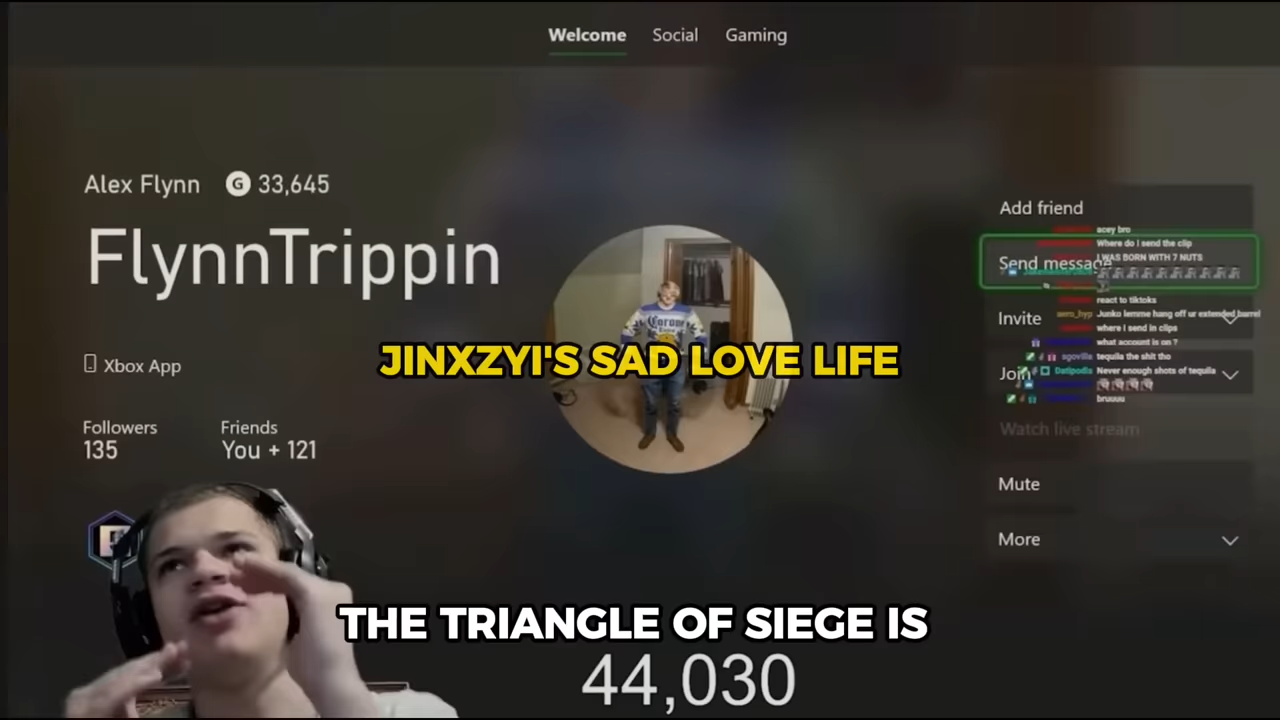 Welcome Social Gaming
Alex Flynn G 33,645
FlynnTrippin
Xbox App
Followers Friends
135 You + 121
Add friend
Send message
Invite
Join
Watch live stream
Mute
More
acey bro
Where do I send the clip
I WAS BORN WITH 7 NUTS
react to tiktoks
aero_hyp Junko lemme hang off ur extended barrel
where I send in clips
what account is on ?
sgovilla tequila the shit tho
Datipodis Never enough shots of tequila
bruuuu
Corona
JINXZYI'S SAD LOVE LIFE
THE TRIANGLE OF SIEGE IS
44,030